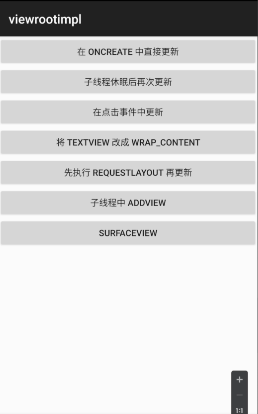 viewrootimpl
在 ONCREATE 中直接更新
子线程休眠后再次更新
在点击事件中更新
将 TEXTVIEW 改成 WRAP_CONTENT
先执行 REQUESTLAYOUT 再更新
子线程中 ADDVIEW
SURFACEVIEW
1:1